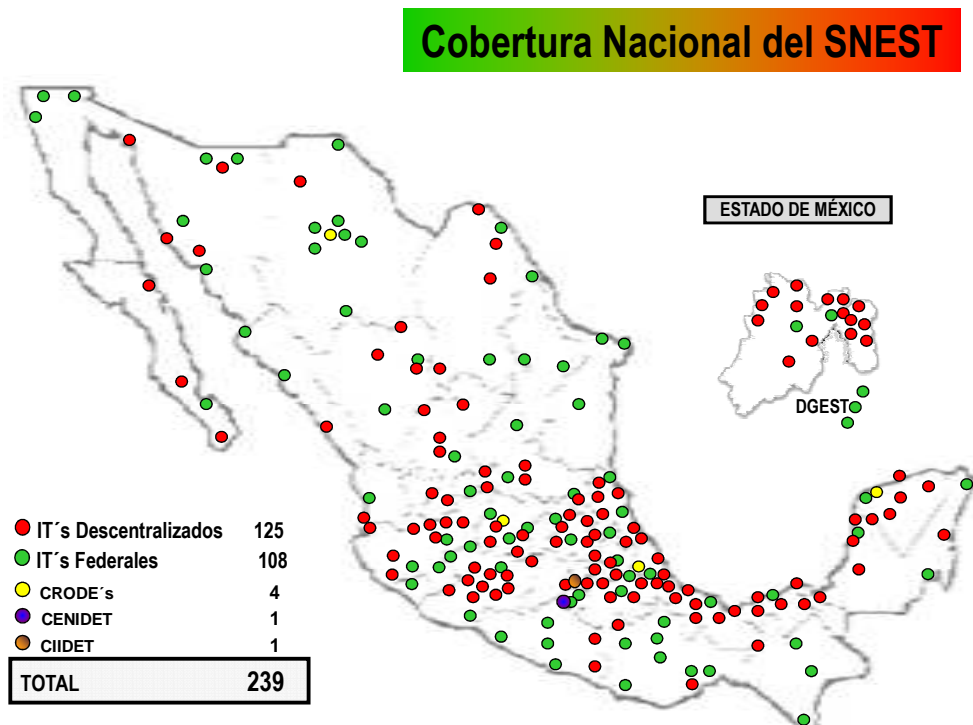 Cobertura Nacional del SNEST
ESTADO DE MÉXICO
DGEST
IT´s Descentralizados 125
IT´s Federales 108
CRODE´s 4
CENIDET 1
CIIDET 1
TOTAL 239